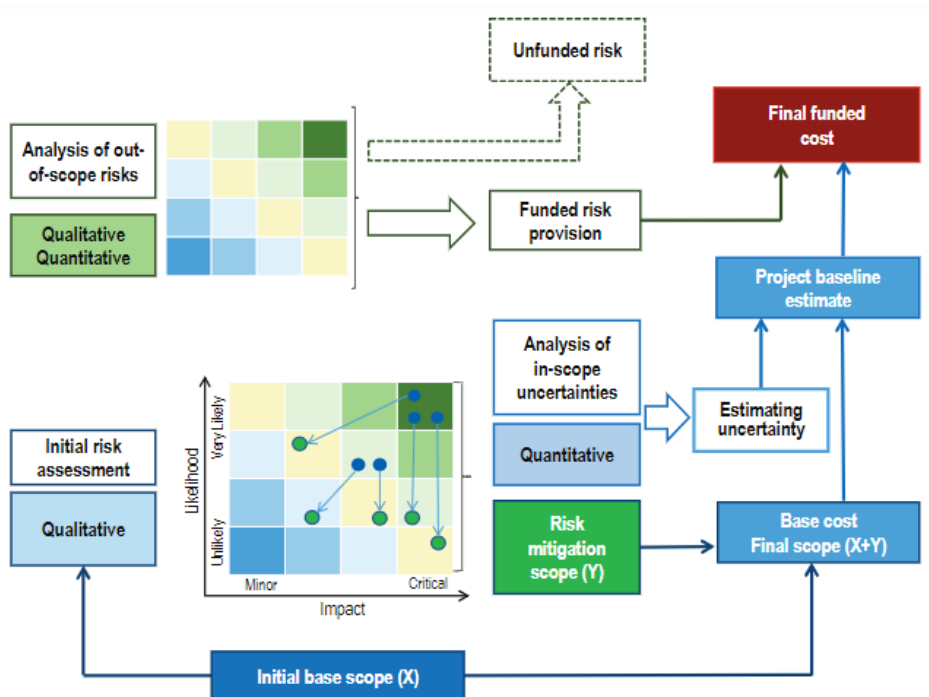 Unfunded risk
Final funded
cost
Analysis of out-
of-scope risks
Qualitative
Quantitative
Funded risk
provision
Project baseline
estimate
Analysis of
in-scope
uncertainties
Quantitative
Estimating
uncertainty
Initial risk
assessment
Qualitative
Likelihood
Very Likely
Unlikely
Minor
Critical
Impact
Risk
mitigation
scope (Y)
Base cost
Final scope (X+Y)
Initial base scope (X)